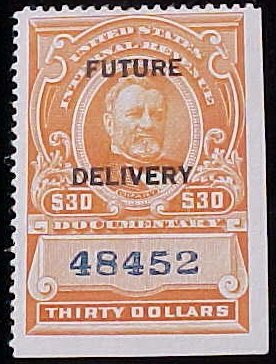 UNITED STATES
INTERNAL REVENUE
FUTURE
DELIVERY
$30 $30
DOCUMENTARY
48452
THIRTY DOLLARS